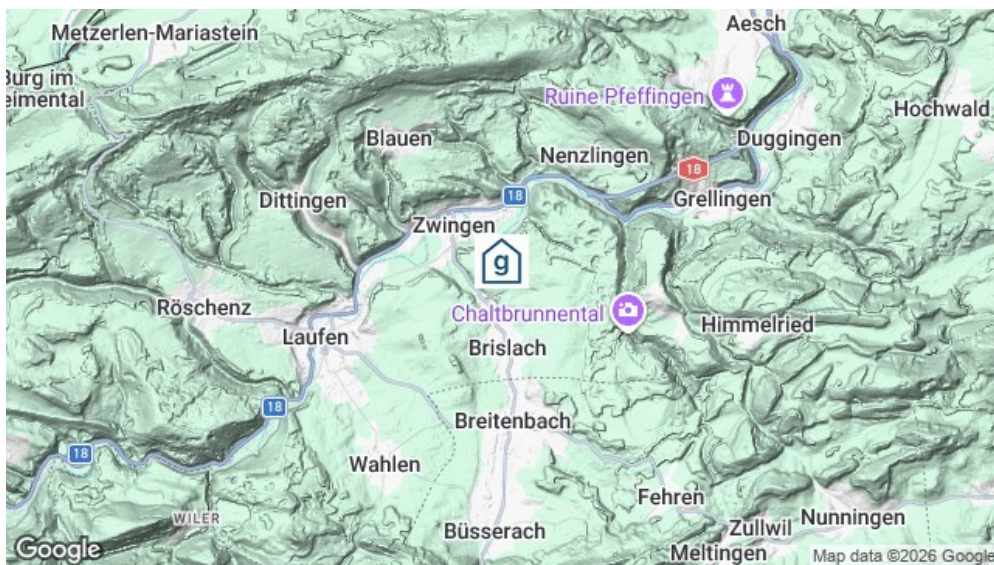 Aesch
Metzerlen-Mariastein
Burg im
eimental
Ruine Pfeffingen
Hochwald
Blauen
Duggingen
Nenzlingen
18
18
Dittingen
Grellingen
Zwingen
g
Röschenz
Chaltbrunnental
Himmelried
Laufen
Brislach
18
Breitenbach
18
Wahlen
Fehren
WILER
Büsserach
Zullwil
Nunningen
Meltingen
Google
Map data ©2026 Google